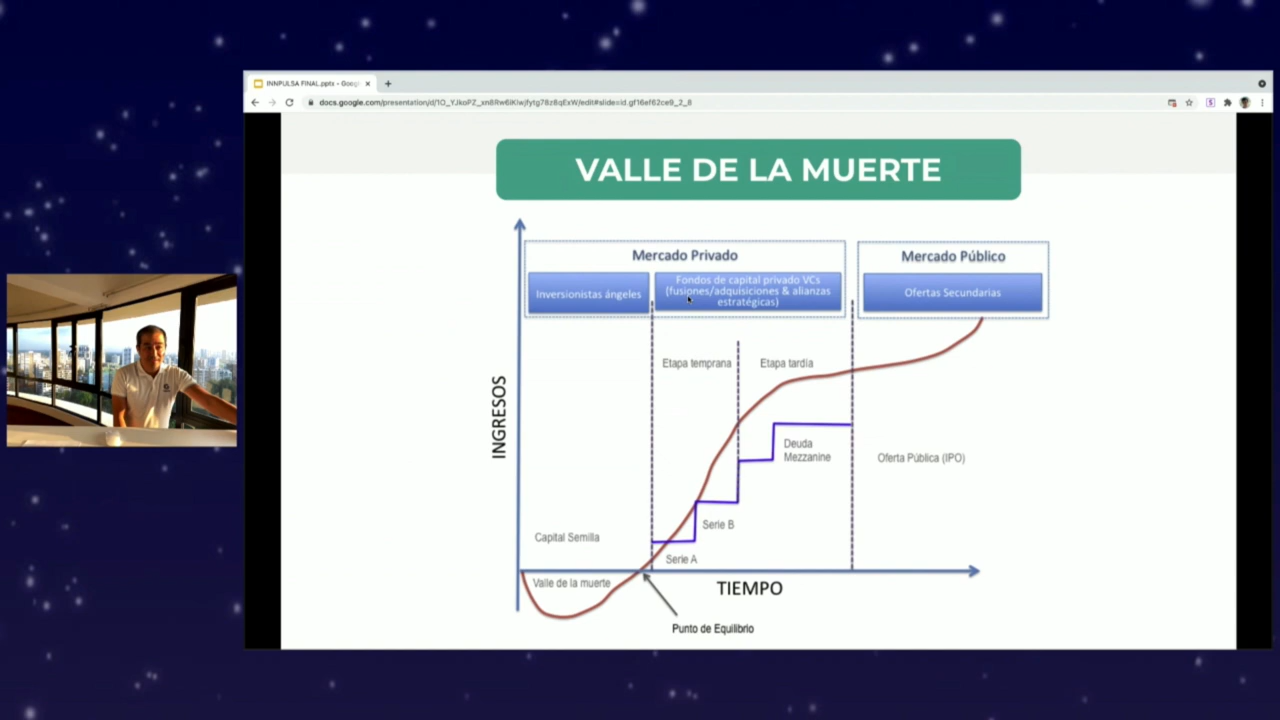 INNPULSA FINAL.pptx - Goog
VALLE DE LA MUERTE
Mercado Privado
Mercado Público
Inversionistas ángeles
Fondos de capital privado VCs
(fusiones/adquisiciones & alianzas
estratégicas)
Ofertas Secundarias
Etapa temprana
Etapa tardía
INGRESOS
Deuda
Mezzanine
Oferta Pública (IPO)
Serie B
Capital Semilla
Serie A
Valle de la muerte
TIEMPO
Punto de Equilibrio